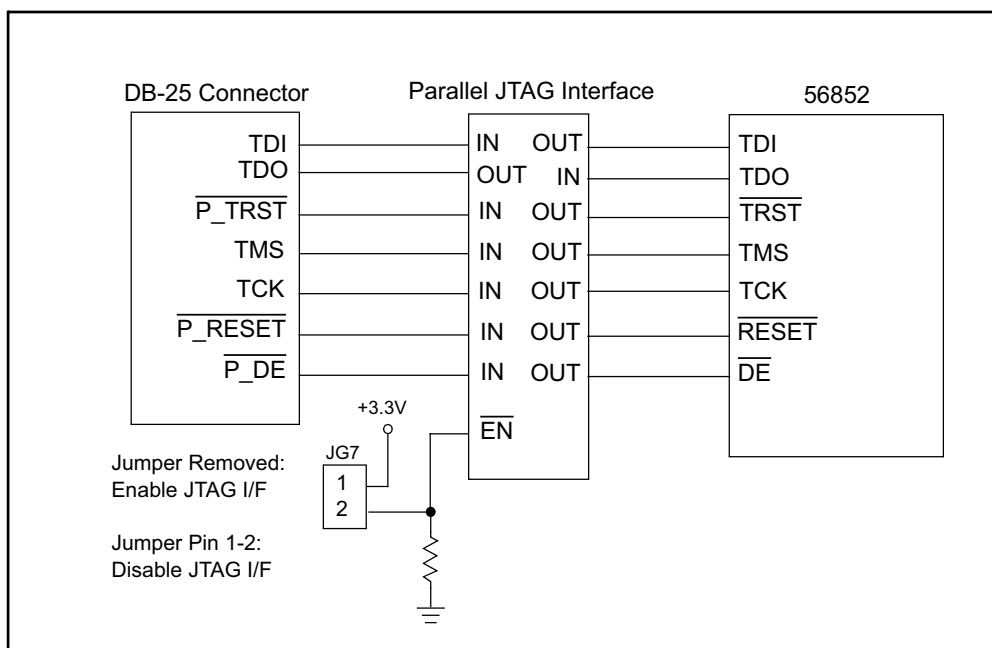 DB-25 Connector
Parallel JTAG Interface
56852
TDI IN OUT TDI
TDO OUT IN TDO
P_TRST IN OUT TRST
TMS IN OUT TMS
TCK IN OUT TCK
P_RESET IN OUT RESET
P_DE IN OUT DE
+3.3V
EN
JG7
1
2
Jumper Removed:
Enable JTAG I/F
Jumper Pin 1-2:
Disable JTAG I/F